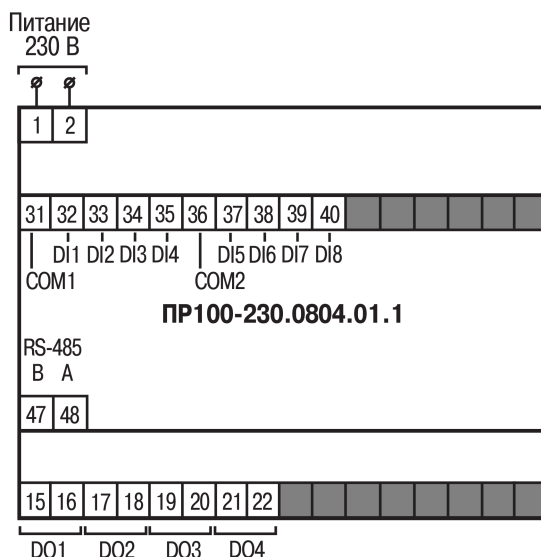 Питание
230 В
1 2
31 32 33 34 35 36 37 38 39 40
DI1 DI2 DI3 DI4 DI5 DI6 DI7 DI8
COM1 COM2
ПР100-230.0804.01.1
RS-485
B A
47 48
15 16 17 18 19 20 21 22
DO1 DO2 DO3 DO4